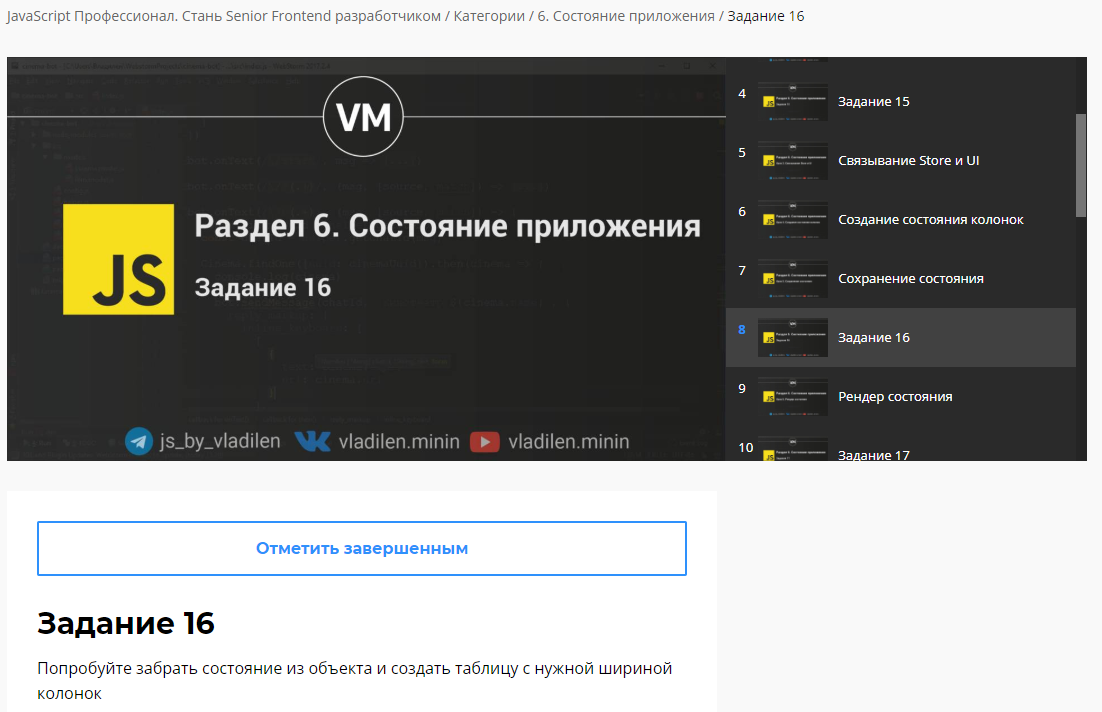 JavaScript Профессионал. Стань Senior Frontend разработчиком / Категории / 6. Состояние приложения / Задание 16
VM
JS
Раздел 6. Состояние приложения
Задание 16
js_by_vladilen
vladilen.minin
vladilen.minin
4
Задание 15
5
Связывание Store и UI
6
Создание состояния колонок
7
Сохранение состояния
8
Задание 16
9
Рендер состояния
10
Задание 17
Отметить завершенным
Задание 16
Попробуйте забрать состояние из объекта и создать таблицу с нужной шириной
колонок